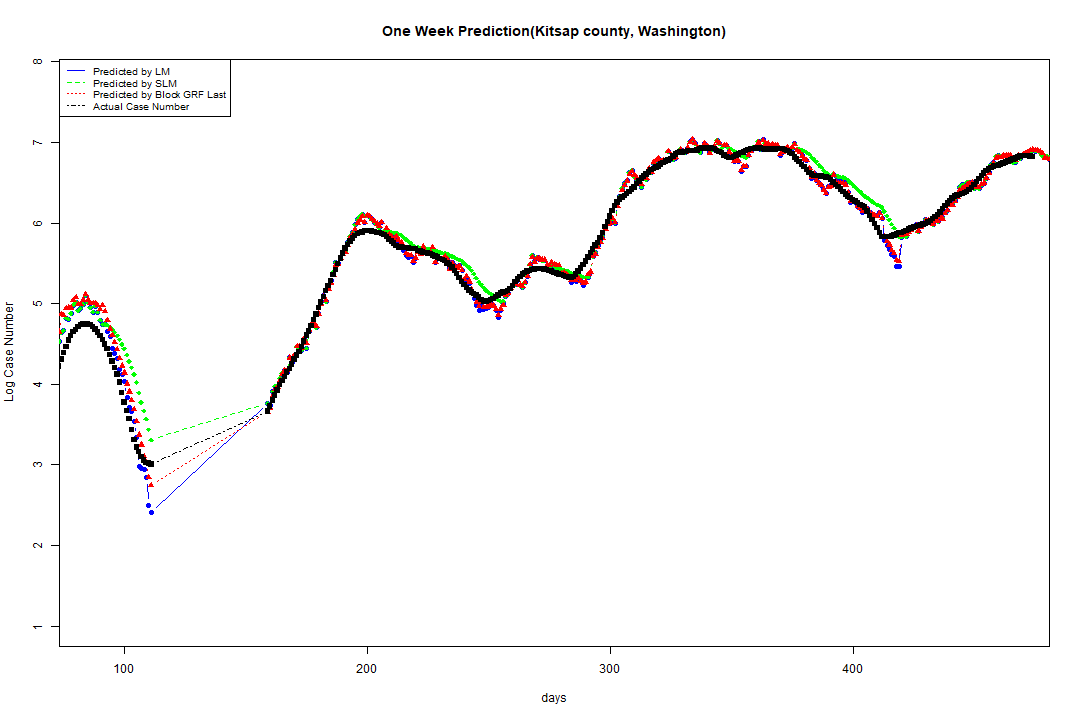 One Week Prediction(Kitsap county, Washington)
Predicted by LM
Predicted by SLM
Predicted by Block GRF Last
Actual Case Number
8
7
6
5
4
3
2
1
Log Case Number
100 200 300 400
days